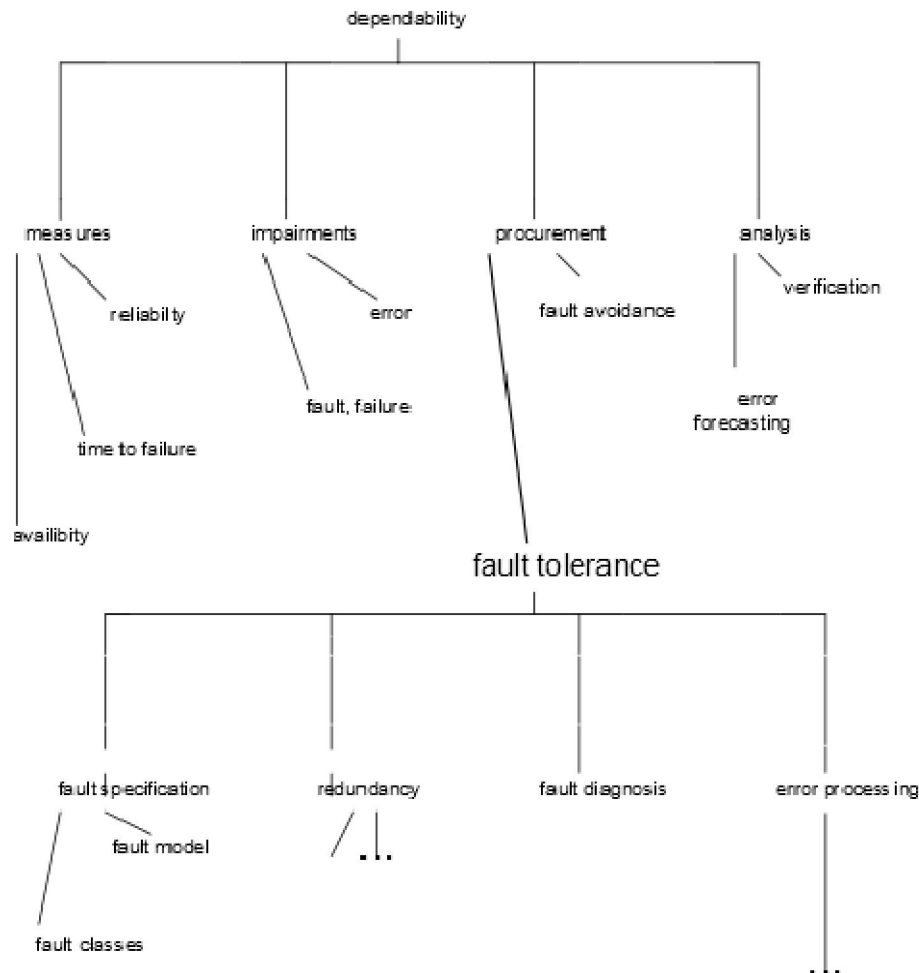 dependability
measures
impairments
procurement
analysis
reliabilty
error
fault avoidance
verification
time to failure
fault, failure
error
forecasting
availibity
fault tolerance
fault specification
redundancy
fault diagnosis
error processing
fault model
...
fault classes
...